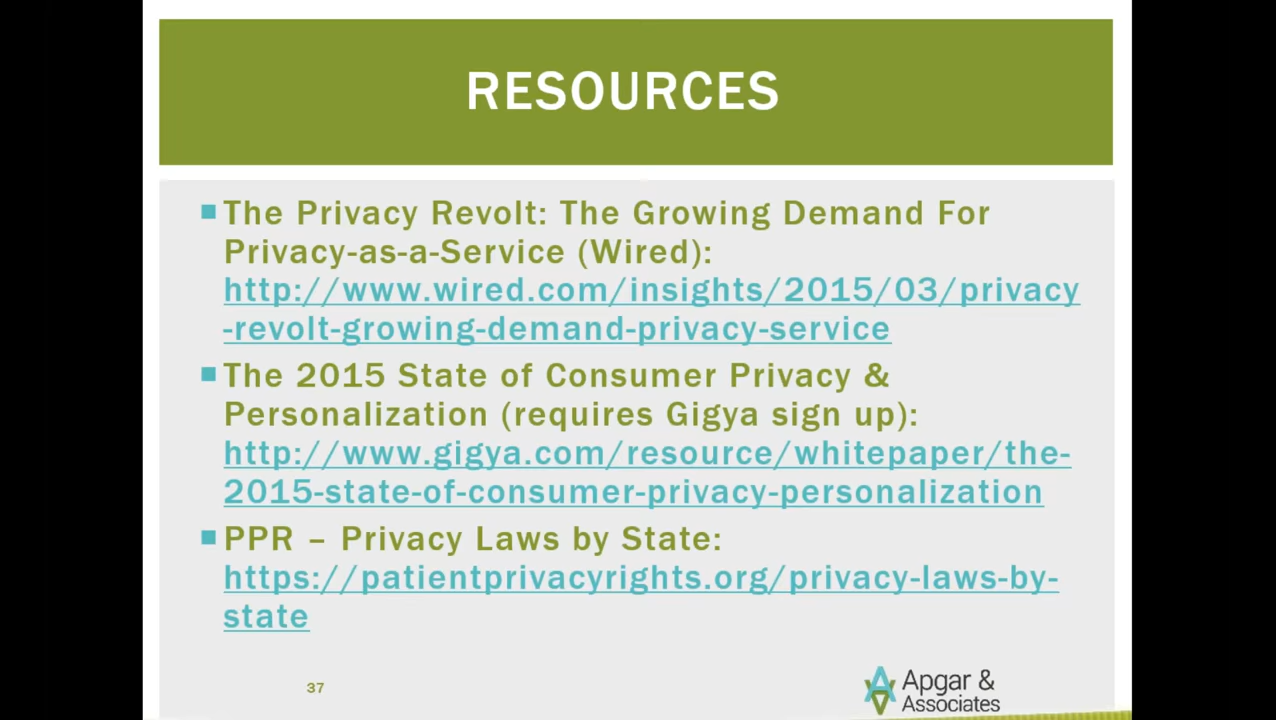 RESOURCES
The Privacy Revolt: The Growing Demand For
Privacy-as-a-Service (Wired):
http://www.wired.com/insights/2015/03/privacy
-revolt-growing-demand-privacy-service
The 2015 State of Consumer Privacy &
Personalization (requires Gigya sign up):
http://www.gigya.com/resource/whitepaper/the-
2015-state-of-consumer-privacy-personalization
PPR – Privacy Laws by State:
https://patientprivacyrights.org/privacy-laws-by-
state
37
Apgar &
Associates